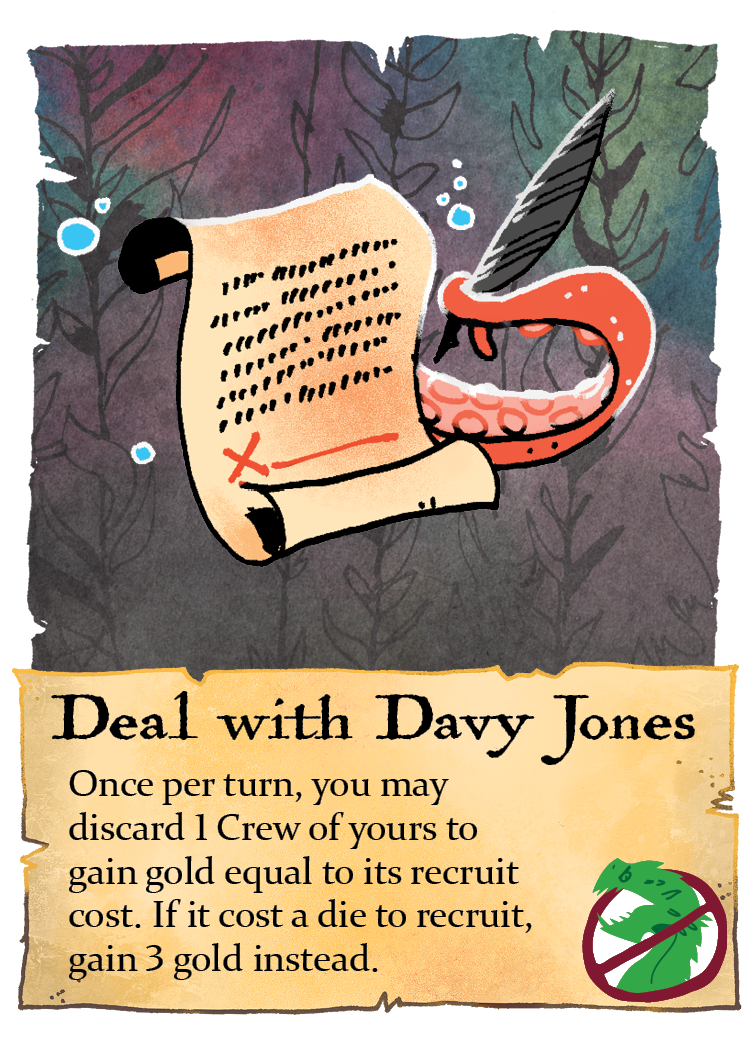 Deal with Davy Jones
Once per turn, you may
discard 1 Crew of yours to
gain gold equal to its recruit
cost. If it cost a die to recruit,
gain 3 gold instead.